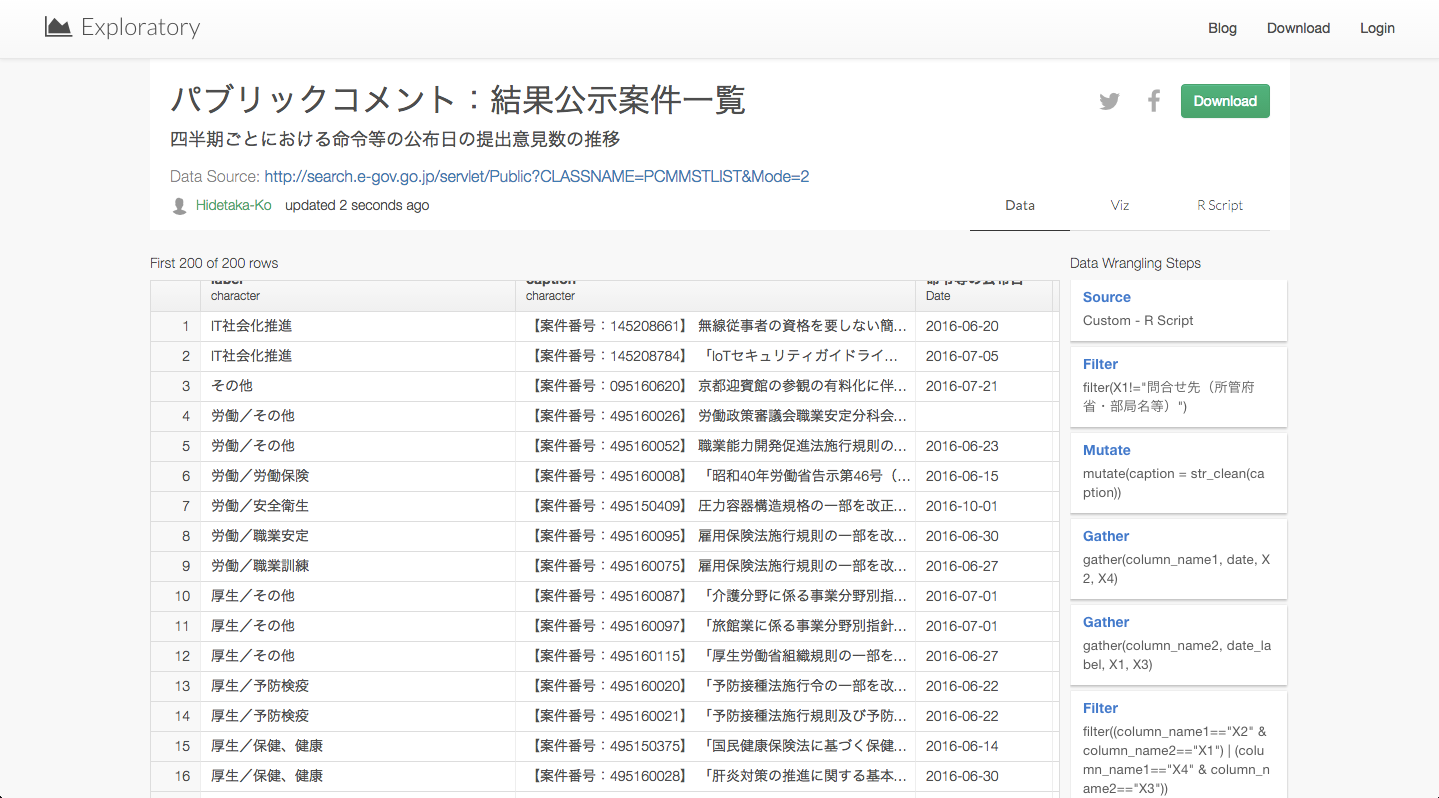 Exploratory
Blog Download Login
パブリックコメント：結果公示案件一覧
Download
四半期ごとにおける命令等の公布日の提出意見数の推移
Data Source: http://search.e-gov.go.jp/servlet/Public?CLASSNAME=PCMMSTLIST&Mode=2
Hidetaka-Ko updated 2 seconds ago
Data Viz R Script
First 200 of 200 rows
label caption 命令等の公布日
character character Date
1 IT社会化推進 【案件番号：145208661】 無線従事者の資格を要しない簡… 2016-06-20
2 IT社会化推進 【案件番号：145208784】 「IoTセキュリティガイドライ… 2016-07-05
3 その他 【案件番号：095160620】 京都迎賓館の参観の有料化に伴… 2016-07-21
4 労働／その他 【案件番号：495160026】 労働政策審議会職業安定分科会…
5 労働／その他 【案件番号：495160052】 職業能力開発促進法施行規則の… 2016-06-23
6 労働／労働保険 【案件番号：495160008】 「昭和40年労働省告示第46号（… 2016-06-15
7 労働／安全衛生 【案件番号：495150409】 圧力容器構造規格の一部を改正… 2016-10-01
8 労働／職業安定 【案件番号：495160095】 雇用保険法施行規則の一部を改… 2016-06-30
9 労働／職業訓練 【案件番号：495160075】 雇用保険法施行規則の一部を改… 2016-06-27
10 厚生／その他 【案件番号：495160087】 「介護分野に係る事業分野別指… 2016-07-01
11 厚生／その他 【案件番号：495160097】 「旅館業に係る事業分野別指針… 2016-07-01
12 厚生／その他 【案件番号：495160115】 「厚生労働省組織規則の一部を… 2016-06-27
13 厚生／予防検疫 【案件番号：495160020】 「予防接種法施行令の一部を改… 2016-06-22
14 厚生／予防検疫 【案件番号：495160021】 「予防接種法施行規則及び予防… 2016-06-22
15 厚生／保健、健康 【案件番号：495150375】 「国民健康保険法に基づく保健… 2016-06-14
16 厚生／保健、健康 【案件番号：495160028】 「肝炎対策の推進に関する基本… 2016-06-30
Data Wrangling Steps
Source
Custom - R Script
Filter
filter(X1!="問合せ先（所管府
省・部局名等）")
Mutate
mutate(caption = str_clean(ca
ption))
Gather
gather(column_name1, date, X
2, X4)
Gather
gather(column_name2, date_la
bel, X1, X3)
Filter
filter((column_name1=="X2" &
column_name2=="X1") | (colu
mn_name1=="X4" & column_n
ame2=="X3"))